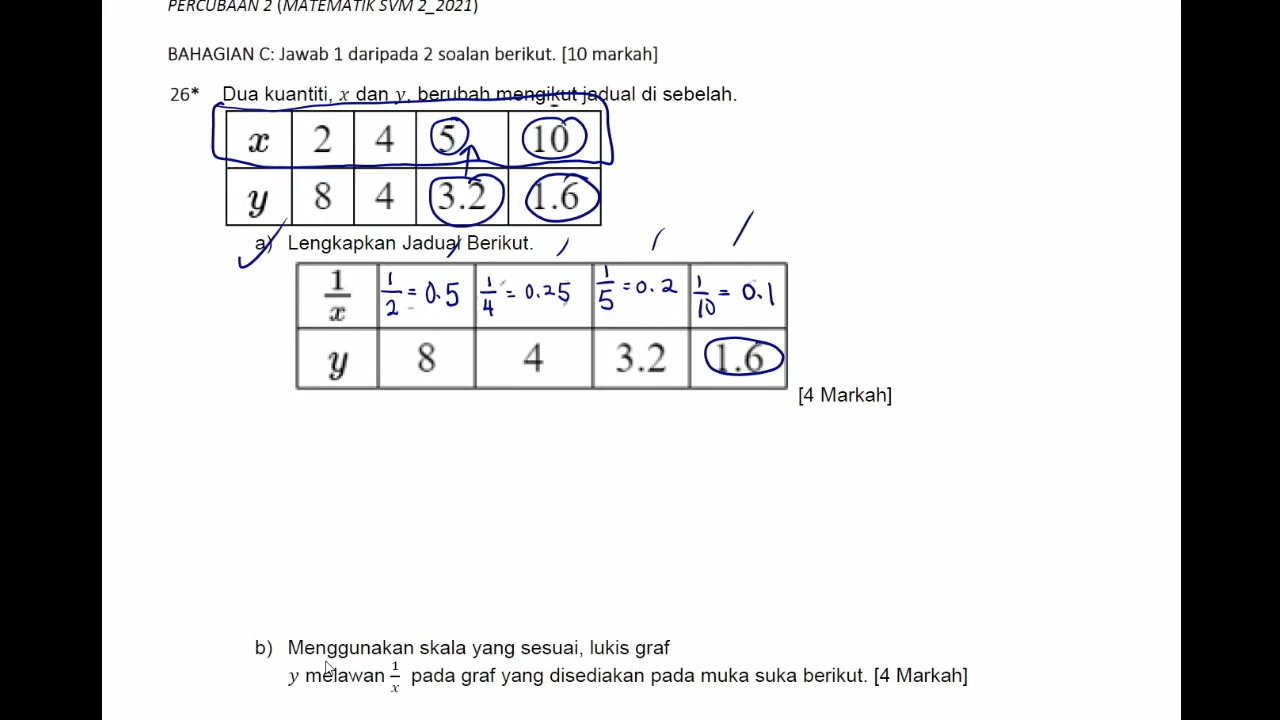 PERCUBAAN 2 (MATEMATIK SVM 2_2021)
BAHAGIAN C: Jawab 1 daripada 2 soalan berikut. [10 markah]
26* Dua kuantiti, x dan y, berubah mengikut jadual di sebelah.
x 2 4 5 10
y 8 4 3.2 1.6
a) Lengkapkan Jadual Berikut.
1/x 1/2 = 0.5 1/4 = 0.25 1/5 = 0.2 1/10 = 0.1
y 8 4 3.2 1.6
[4 Markah]
b) Menggunakan skala yang sesuai, lukis graf
y melawan 1/x pada graf yang disediakan pada muka suka berikut. [4 Markah]